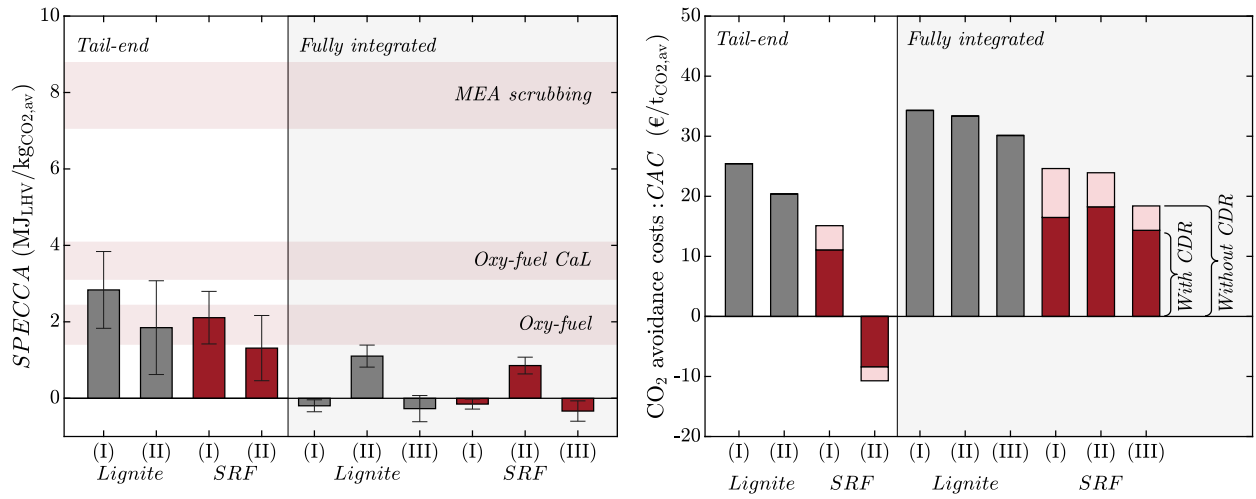 SPECCA (MJLHV/kgCO2,av)
10
8
6
4
2
0
Tail-end
Fully integrated
MEA scrubbing
Oxy-fuel CaL
Oxy-fuel
(I) (II) (I) (II) (I) (II) (III) (I) (II) (III)
Lignite SRF Lignite SRF
CO2 avoidance costs :CAC (€/tCO2,av)
50
40
30
20
10
0
-10
-20
Tail-end
Fully integrated
With CDR
Without CDR
(I) (II) (I) (II) (I) (II) (III) (I) (II) (III)
Lignite SRF Lignite SRF